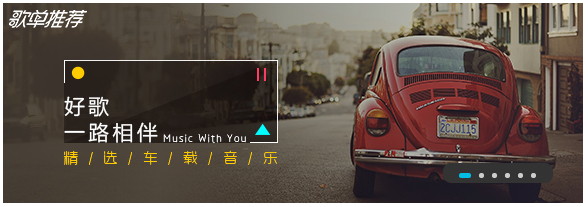 歌单推荐
好歌
一路相伴 Music With You
精 / 选 / 车 / 载 / 音 / 乐
2CJJ115